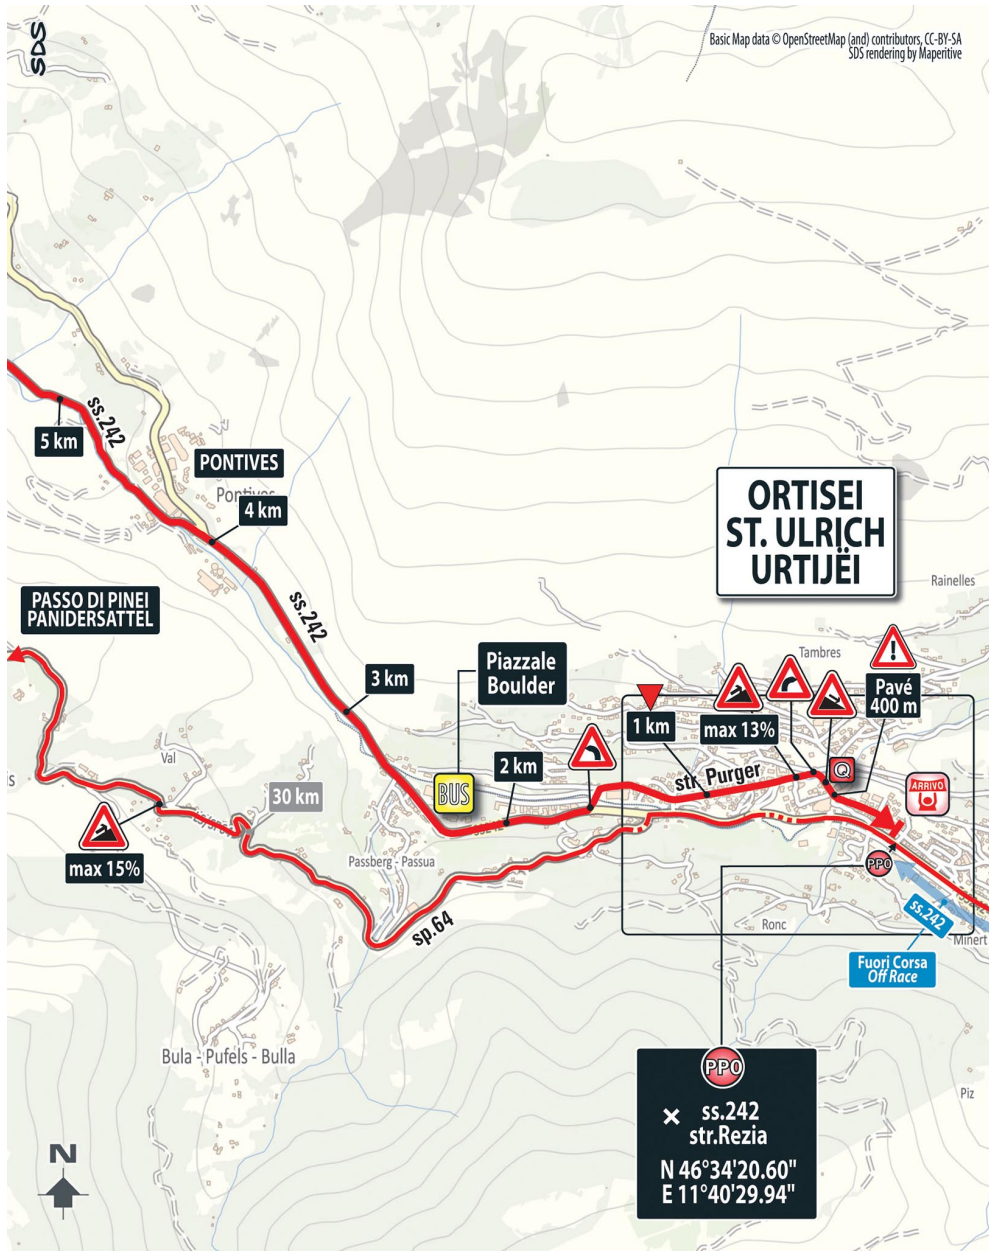 SDS
Basic Map data © OpenStreetMap (and) contributors, CC-BY-SA
SDS rendering by Maperitive
ss.242
5 km
PONTIVES
Pontives
4 km
ORTISEI
ST. ULRICH
URTIJËI
Rainelles
PASSO DI PINEI
PANIDERSATTEL
ss.242
Tambres
!
Piazzale
Boulder
3 km
Pavé
400 m
1 km
max 13%
Val
2 km
str. Purger
Q
BUS
ARRIVO
30 km
max 15%
Passberg - Passua
PPO
sp.64
ss.242
Ronc
Minert
Fuori Corsa
Off Race
Bula - Pufels - Bulla
PPO
ss.242
str.Rezia
Piz
N 46°34'20.60"
E 11°40'29.94"
N